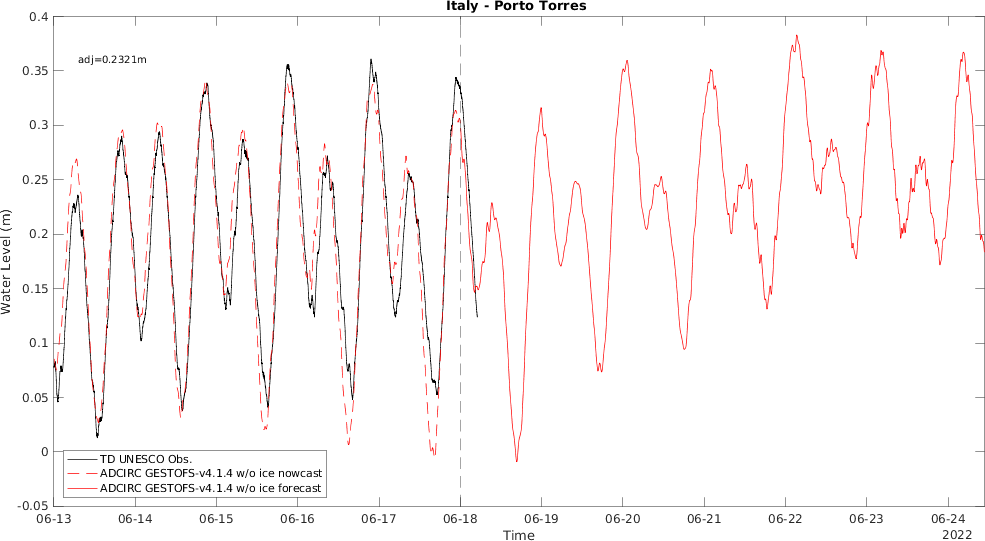 Italy - Porto Torres
adj=0.2321m
Water Level (m)
0.4
0.35
0.3
0.25
0.2
0.15
0.1
0.05
0
-0.05
TD UNESCO Obs.
ADCIRC GESTOFS-v4.1.4 w/o ice nowcast
ADCIRC GESTOFS-v4.1.4 w/o ice forecast
06-13 06-14 06-15 06-16 06-17 06-18 06-19 06-20 06-21 06-22 06-23 06-24
Time
2022